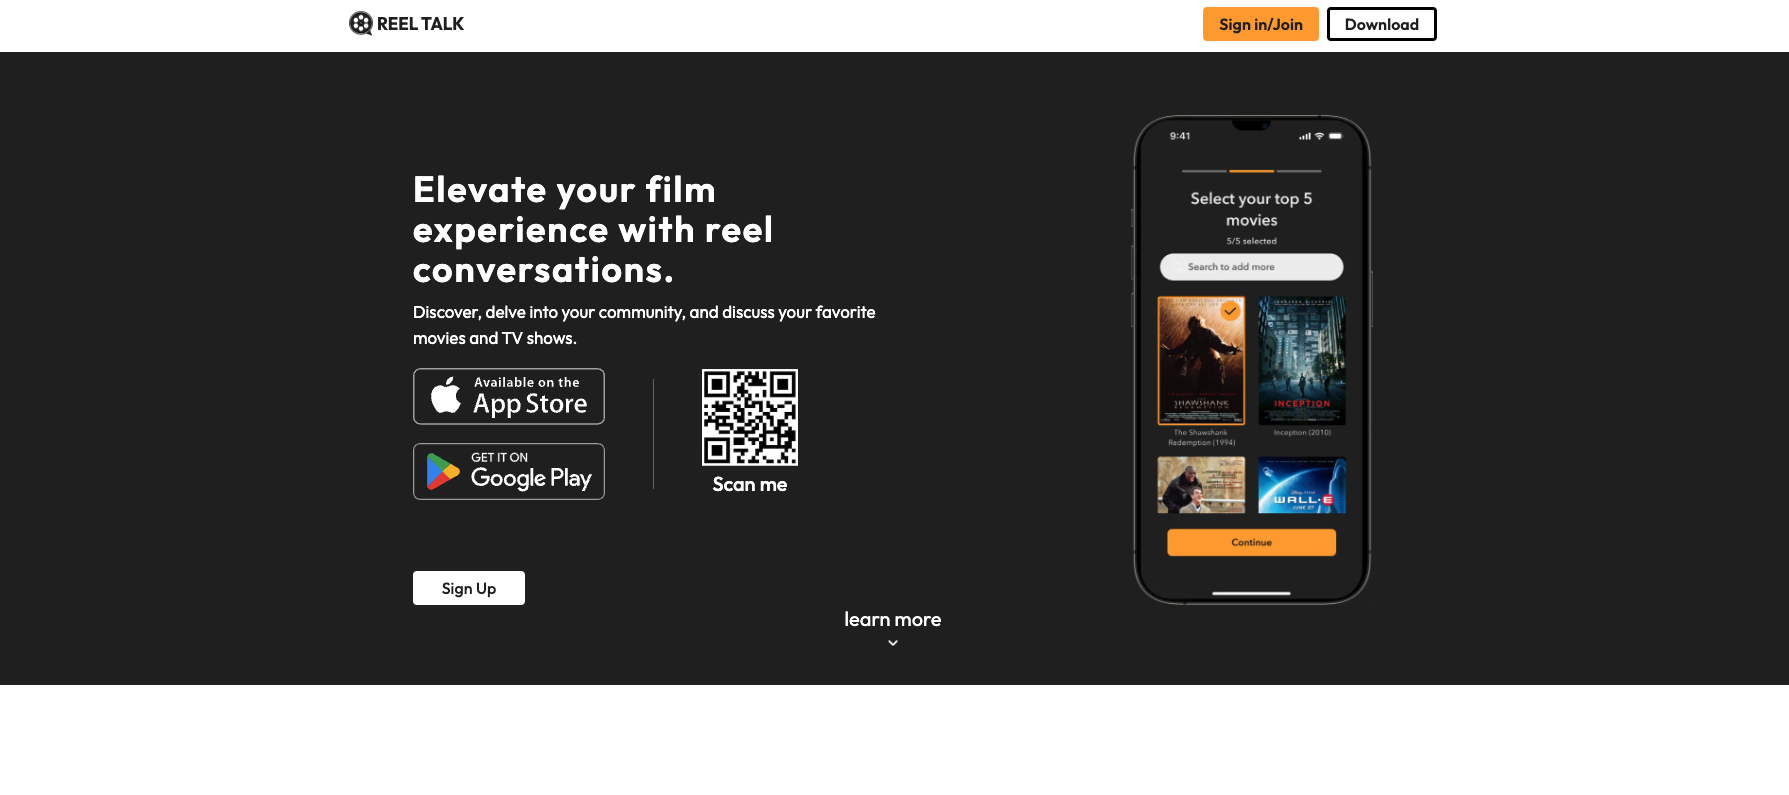 REEL TALK
Sign in/Join
Download
Elevate your film
experience with reel
conversations.
Discover, delve into your community, and discuss your favorite
movies and TV shows.
Available on the
App Store
GET IT ON
Google Play
Scan me
Sign Up
learn more
9:41
Select your top 5
movies
5/5 selected
Search to add more
SHAWSHANK
REDEMPTION
INCEPTION
The Shawshank
Redemption (1994)
Inception (2010)
WALL·E
JUNE 27
Continue